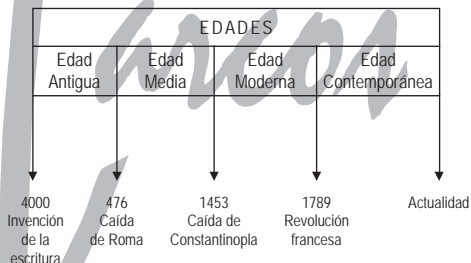 EDADES
Edad Antigua
Edad Media
Edad Moderna
Edad Contemporánea
4000 Invención de la escritura
476 Caída de Roma
1453 Caída de Constantinopla
1789 Revolución francesa
Actualidad